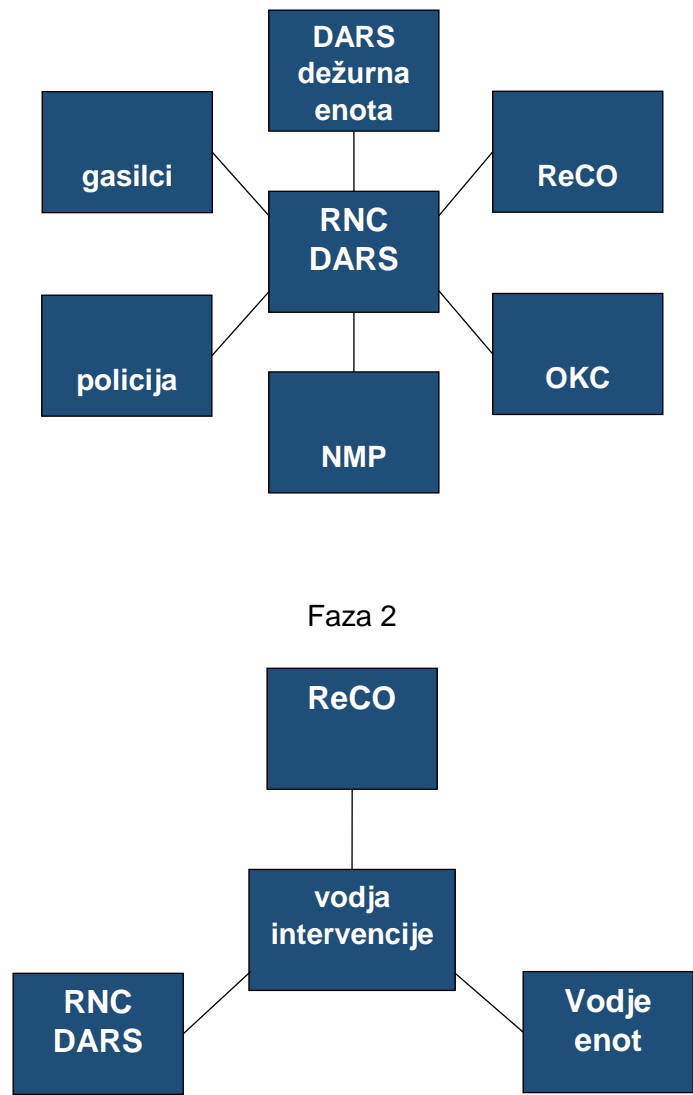 DARS
dežurna
enota
gasilci
ReCO
RNC
DARS
policija
OKC
NMP
Faza 2
ReCO
vodja
intervencije
RNC
DARS
Vodje
enot